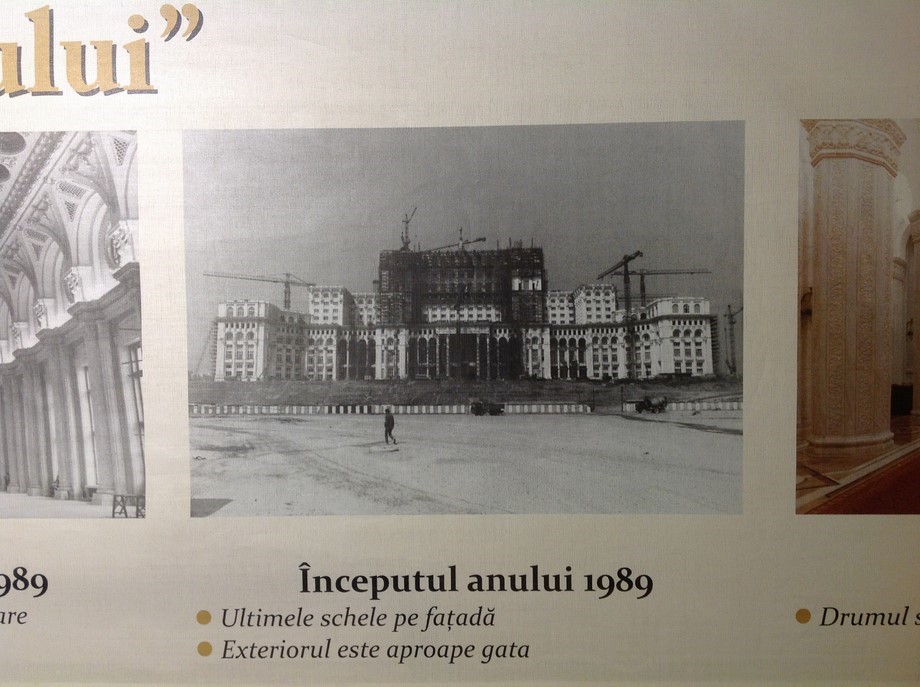 ului”
989
are
Începutul anului 1989
Ultimele schele pe fațadă
Exteriorul este aproape gata
Drumul s